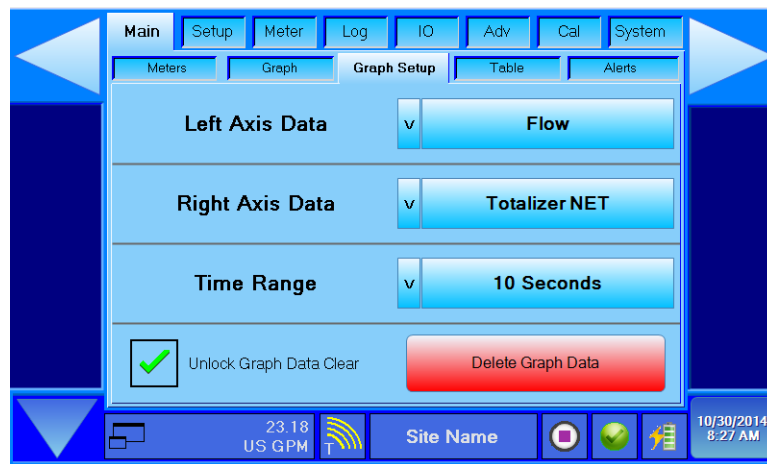 Main Setup Meter Log IO Adv Cal System
Meters Graph Graph Setup Table Alerts
Left Axis Data v Flow
Right Axis Data v Totalizer NET
Time Range v 10 Seconds
Unlock Graph Data Clear Delete Graph Data
23.18
US GPM T Site Name
10/30/2014
8:27 AM